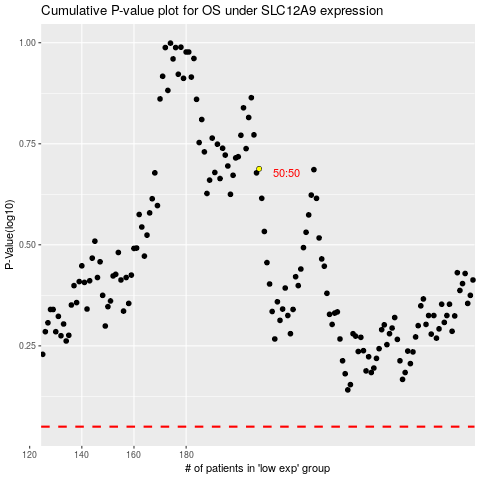 Cumulative P-value plot for OS under SLC12A9 expression
P-Value(log10)
1.00
0.75
0.50
0.25
50:50
120 140 160 180
# of patients in 'low exp' group